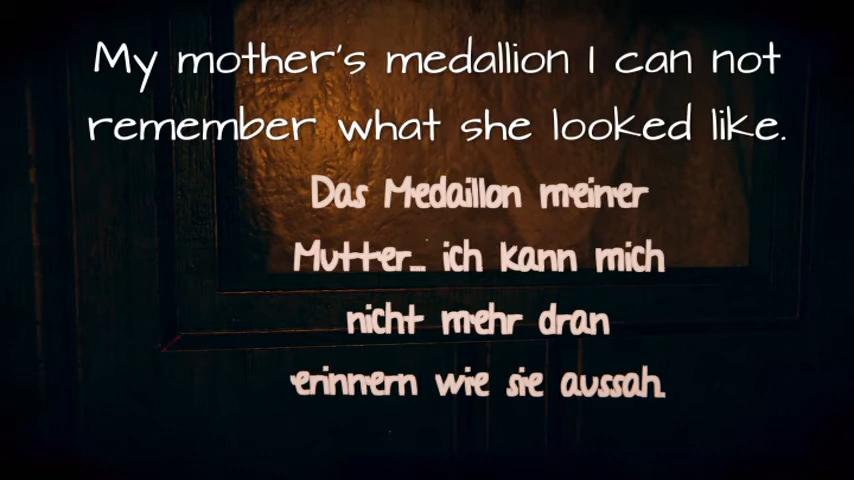 My mother's medallion I can not
remember what she looked like.
Das Medaillon meiner
Mutter... ich kann mich
nicht mehr dran
erinnern wie sie aussah.